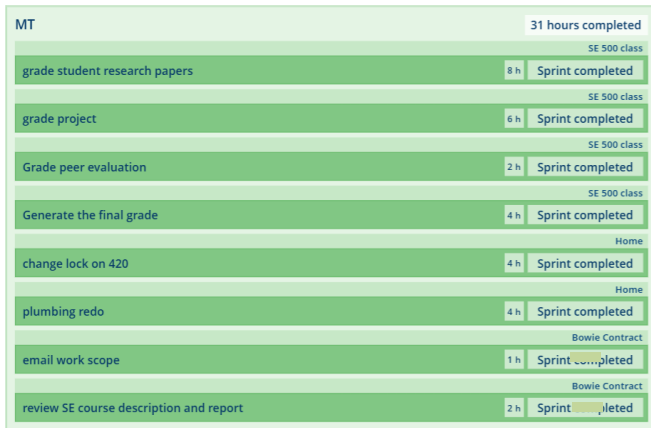 MT
31 hours completed
SE 500 class
grade student research papers 8 h Sprint completed
SE 500 class
grade project 6 h Sprint completed
SE 500 class
Grade peer evaluation 2 h Sprint completed
SE 500 class
Generate the final grade 4 h Sprint completed
Home
change lock on 420 4 h Sprint completed
Home
plumbing redo 4 h Sprint completed
Bowie Contract
email work scope 1 h Sprint
Bowie Contract
review SE course description and report 2 h Sprint